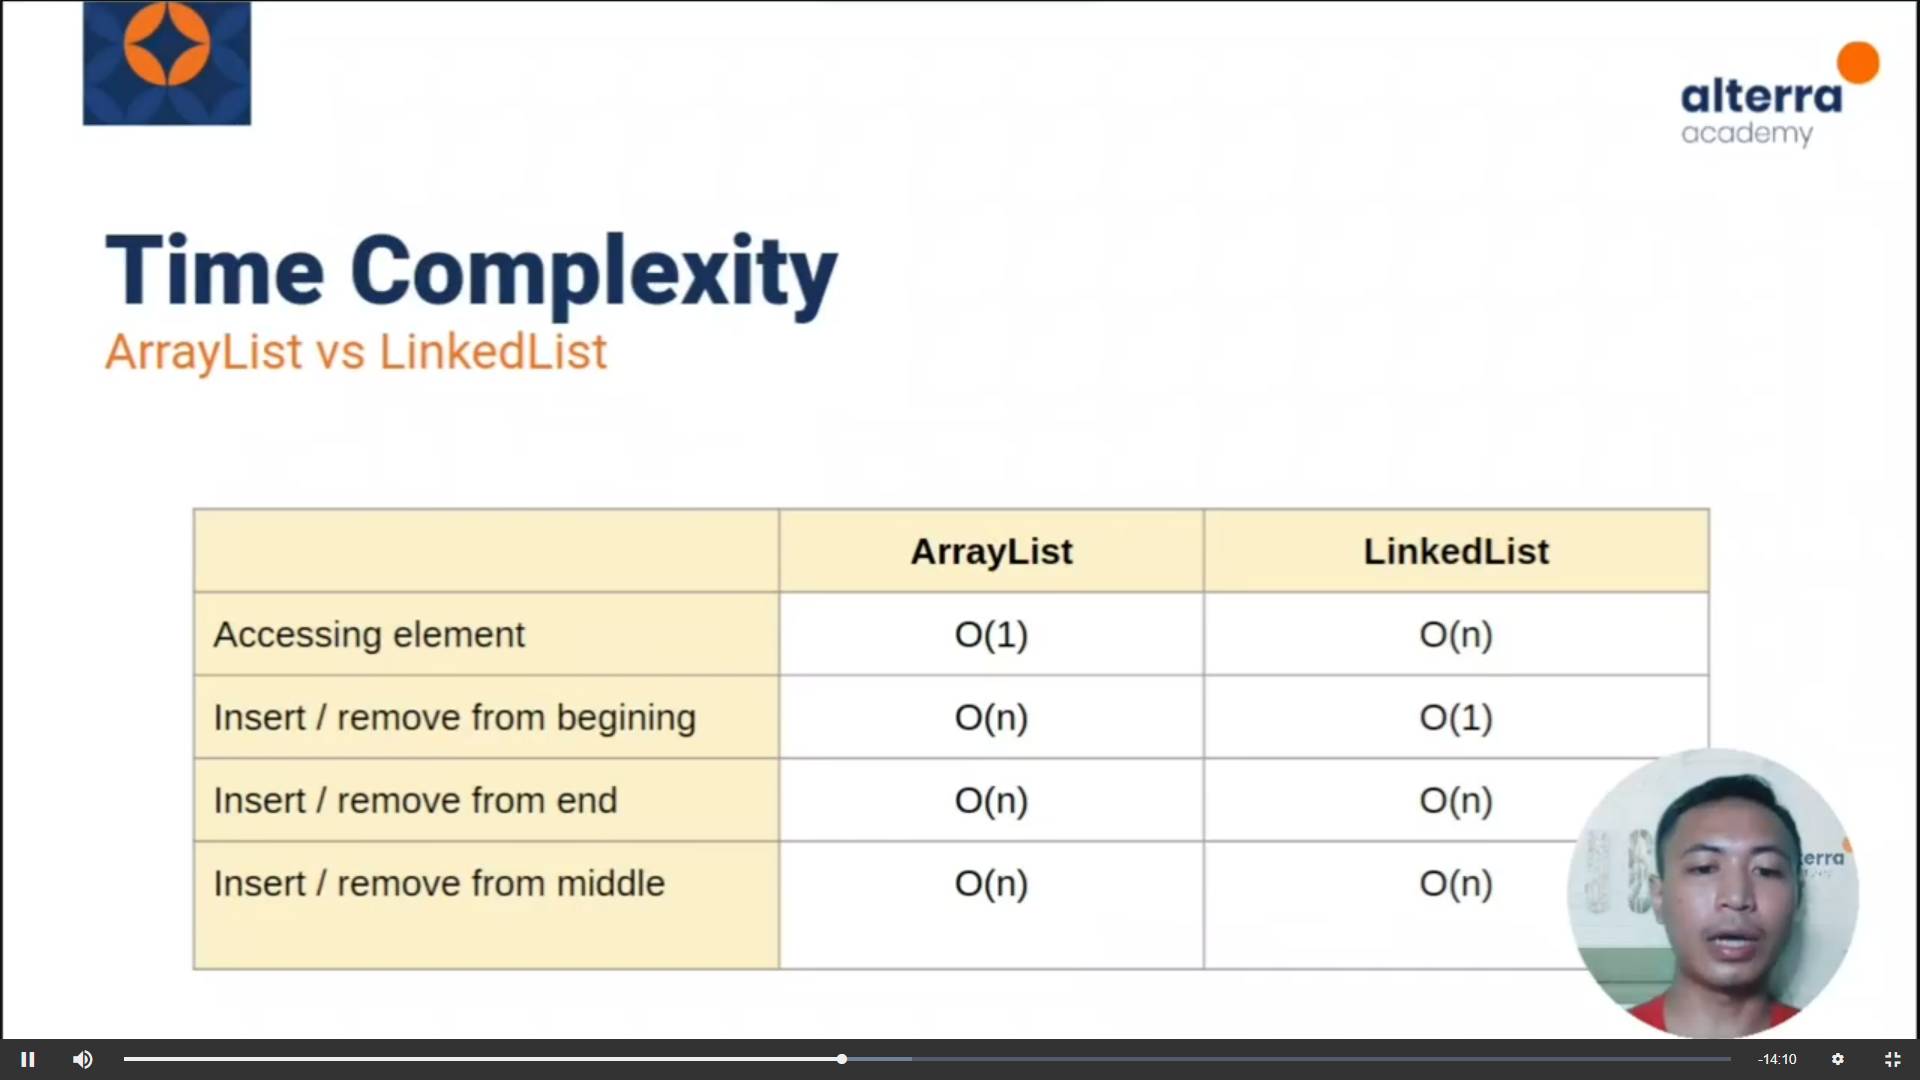 alterra
academy
Time Complexity
ArrayList vs LinkedList
ArrayList LinkedList
Accessing element O(1) O(n)
Insert / remove from begining O(n) O(1)
Insert / remove from end O(n) O(n)
Insert / remove from middle O(n) O(n)
terra
-14:10